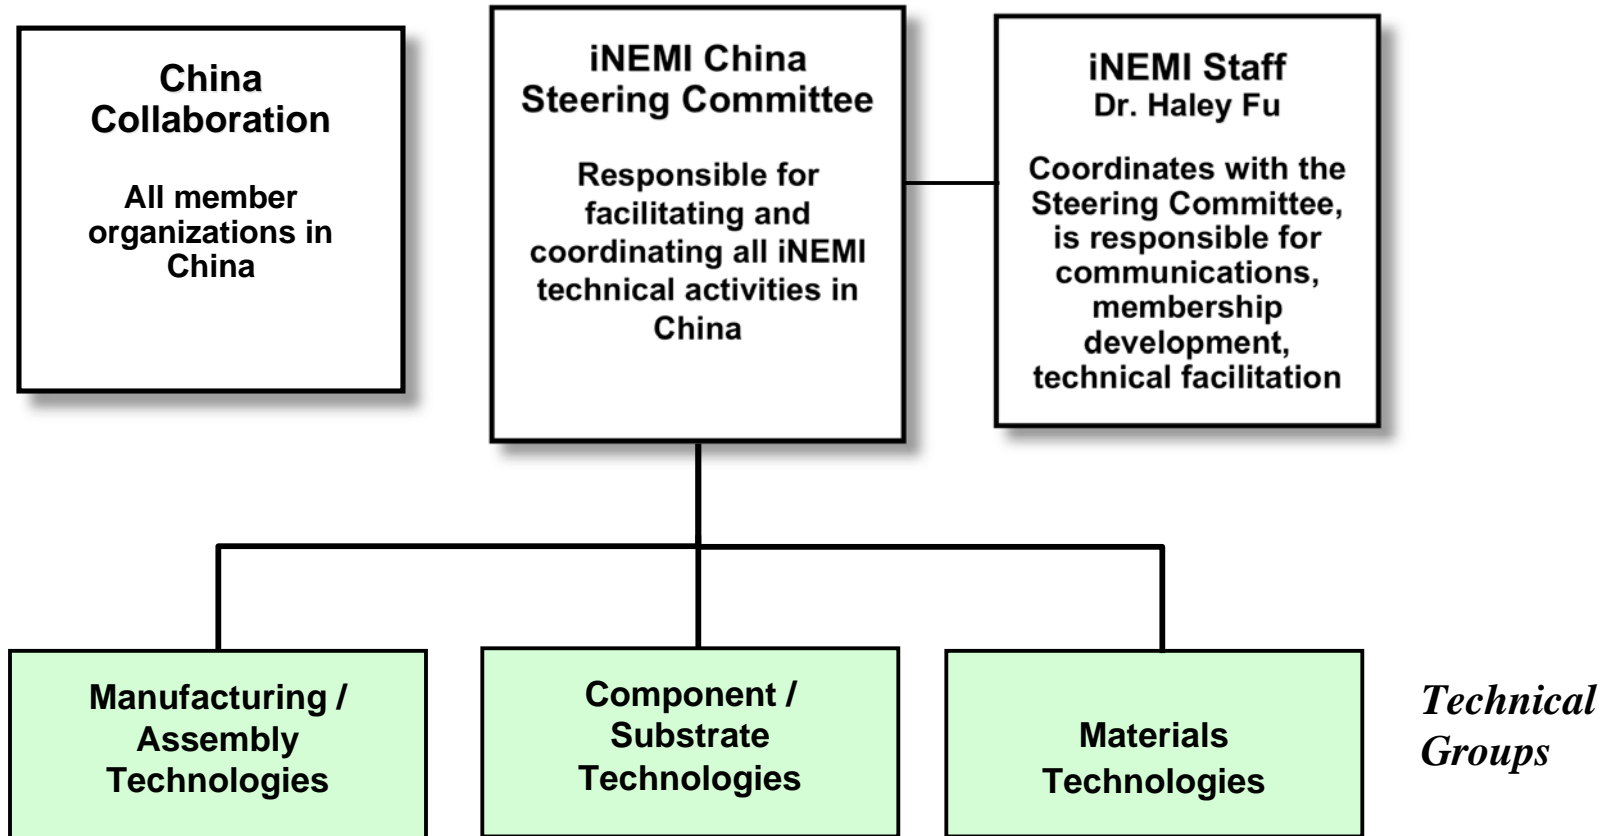 China
Collaboration
All member
organizations in
China
iNEMI China
Steering Committee
Responsible for
facilitating and
coordinating all iNEMI
technical activities in
China
iNEMI Staff
Dr. Haley Fu
Coordinates with the
Steering Committee,
is responsible for
communications,
membership
development,
technical facilitation
Manufacturing /
Assembly
Technologies
Component /
Substrate
Technologies
Materials
Technologies
Technical
Groups